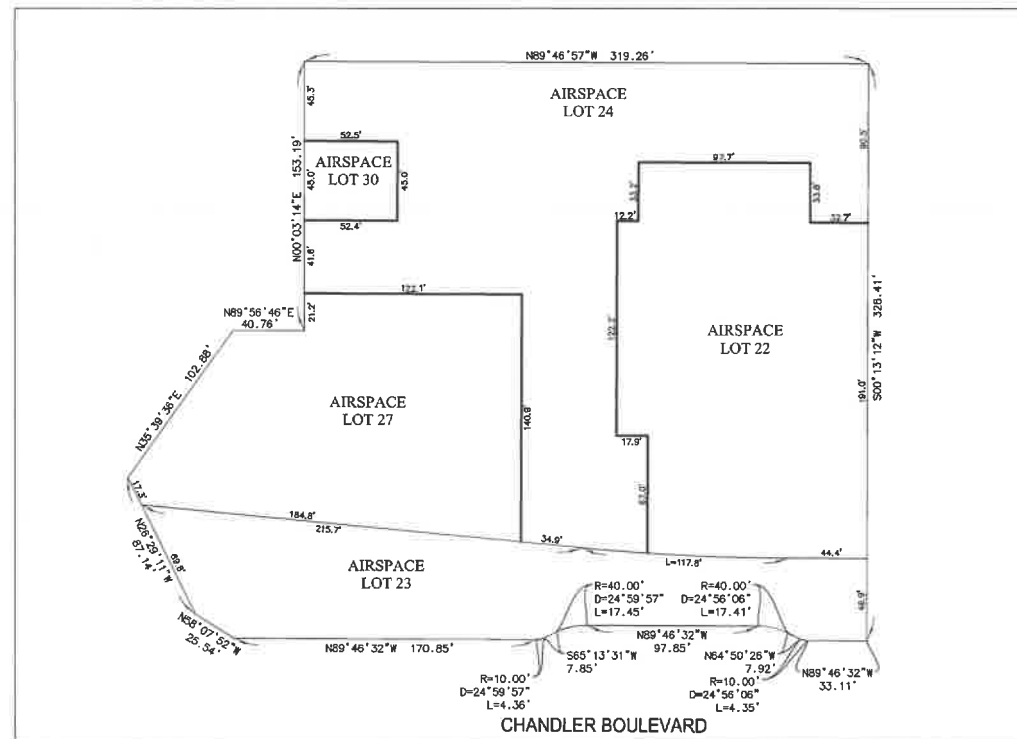 N89°46'57"W 319.26'
AIRSPACE
LOT 24
45.3'
90.5'
52.5'
AIRSPACE
LOT 30
45.0'
45.0'
N00°03'14"E 153.19'
52.4'
41.6'
97.7'
33.8'
12.2'
32.7'
122.1'
21.2'
N89°56'46"E
40.76'
122.2'
AIRSPACE
LOT 22
S00°13'12"W 328.41'
191.0'
N35°39'36"E 102.88'
AIRSPACE
LOT 27
140.9'
17.9'
67.0'
17.3'
184.8'
215.7'
34.9'
L=117.8'
44.4'
N26°29'11"W
87.14'
69.8'
AIRSPACE
LOT 23
R=40.00'
D=24°59'57"
L=17.45'
R=40.00'
D=24°56'06"
L=17.41'
N58°07'52"W
25.54'
N89°46'32"W 170.85'
N89°46'32"W
97.85'
S65°13'31"W
7.85'
N64°50'26"W
7.92'
N89°46'32"W
33.11'
R=10.00'
D=24°59'57"
L=4.36'
R=10.00'
D=24°56'06"
L=4.35'
CHANDLER BOULEVARD